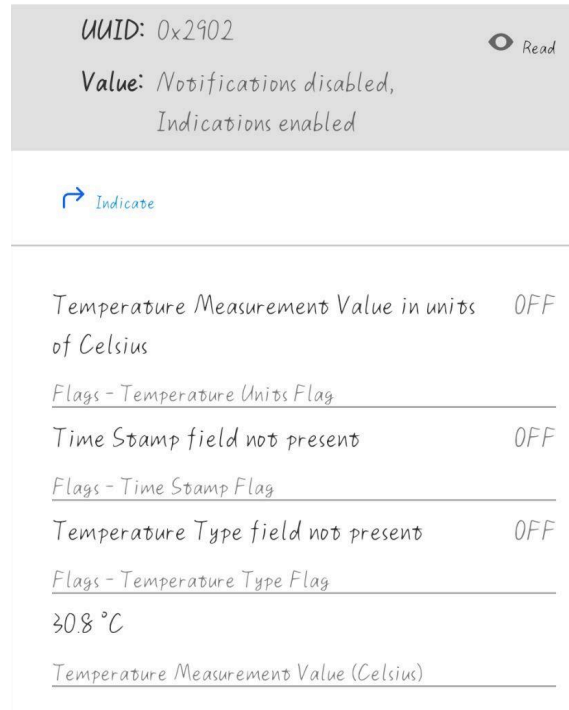 UUID: 0x2902
Read
Value: Notifications disabled,
Indications enabled
Indicate
Temperature Measurement Value in units OFF
of Celsius
Flags - Temperature Units Flag
Time Stamp field not present OFF
Flags - Time Stamp Flag
Temperature Type field not present OFF
Flags - Temperature Type Flag
30.8 °C
Temperature Measurement Value (Celsius)